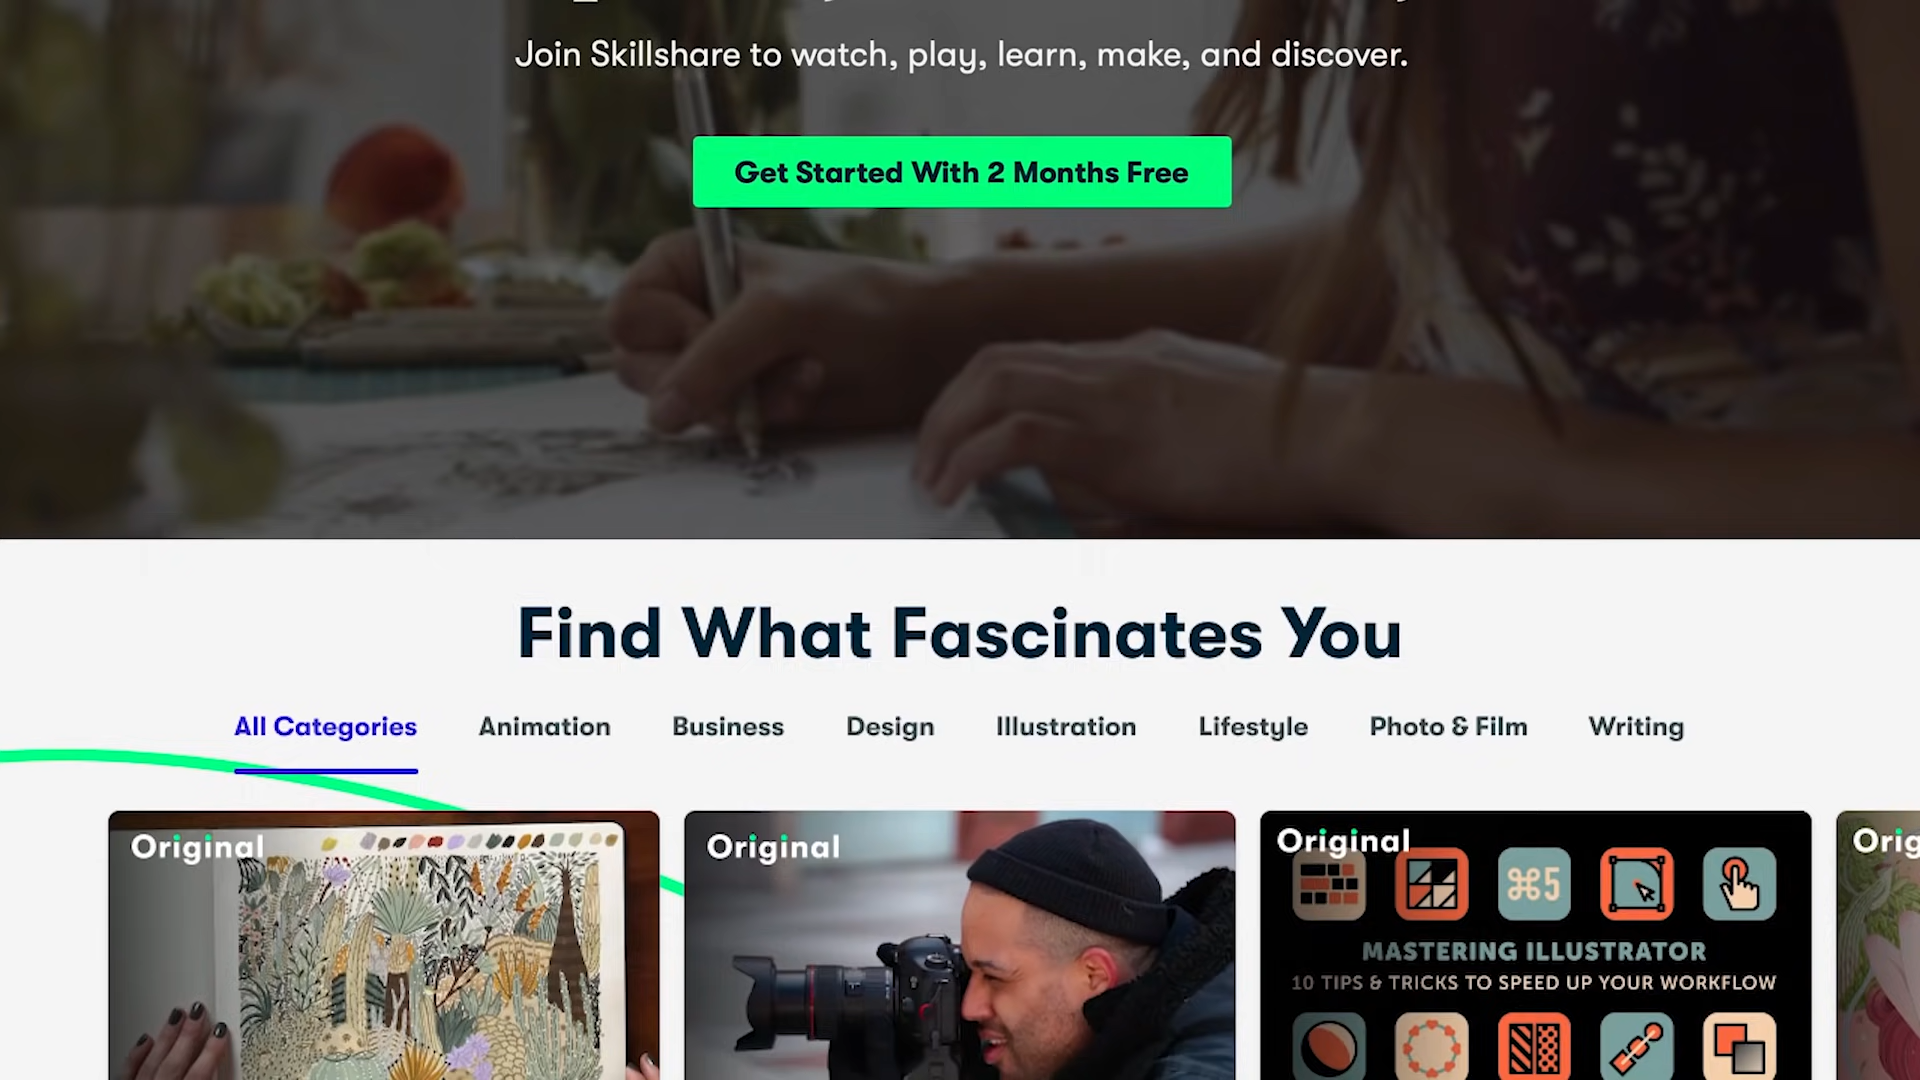 Join Skillshare to watch, play, learn, make, and discover.
Get Started With 2 Months Free
Find What Fascinates You
All Categories Animation Business Design Illustration Lifestyle Photo & Film Writing
Original Original Original Orig
⌘5
MASTERING ILLUSTRATOR
10 TIPS & TRICKS TO SPEED UP YOUR WORKFLOW